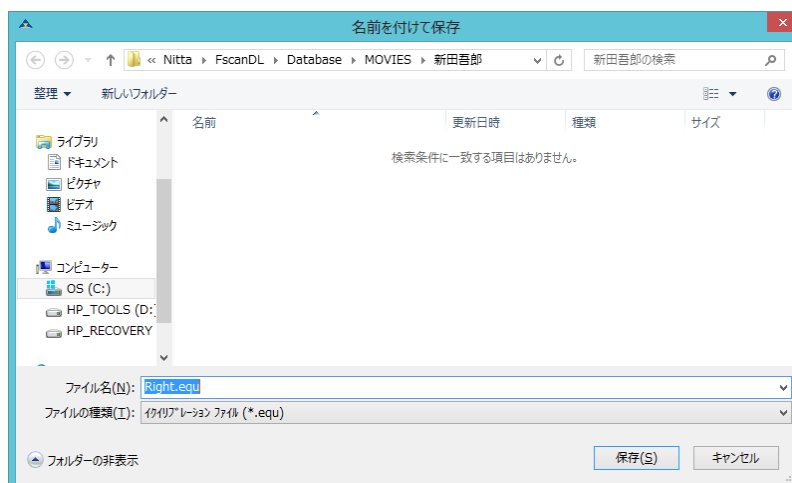 名前を付けて保存
« Nitta ▸ FscanDL ▸ Database ▸ MOVIES ▸ 新田吾郎
新田吾郎の検索
整理 ▼ 新しいフォルダー
名前 更新日時 種類 サイズ
検索条件に一致する項目はありません。
ライブラリ
ドキュメント
ピクチャ
ビデオ
ミュージック
コンピューター
OS (C:)
HP_TOOLS (D:)
HP_RECOVERY
ファイル名(N): Right.equ
ファイルの種類(T): イクイリブレーション ファイル (*.equ)
フォルダーの非表示 保存(S) キャンセル